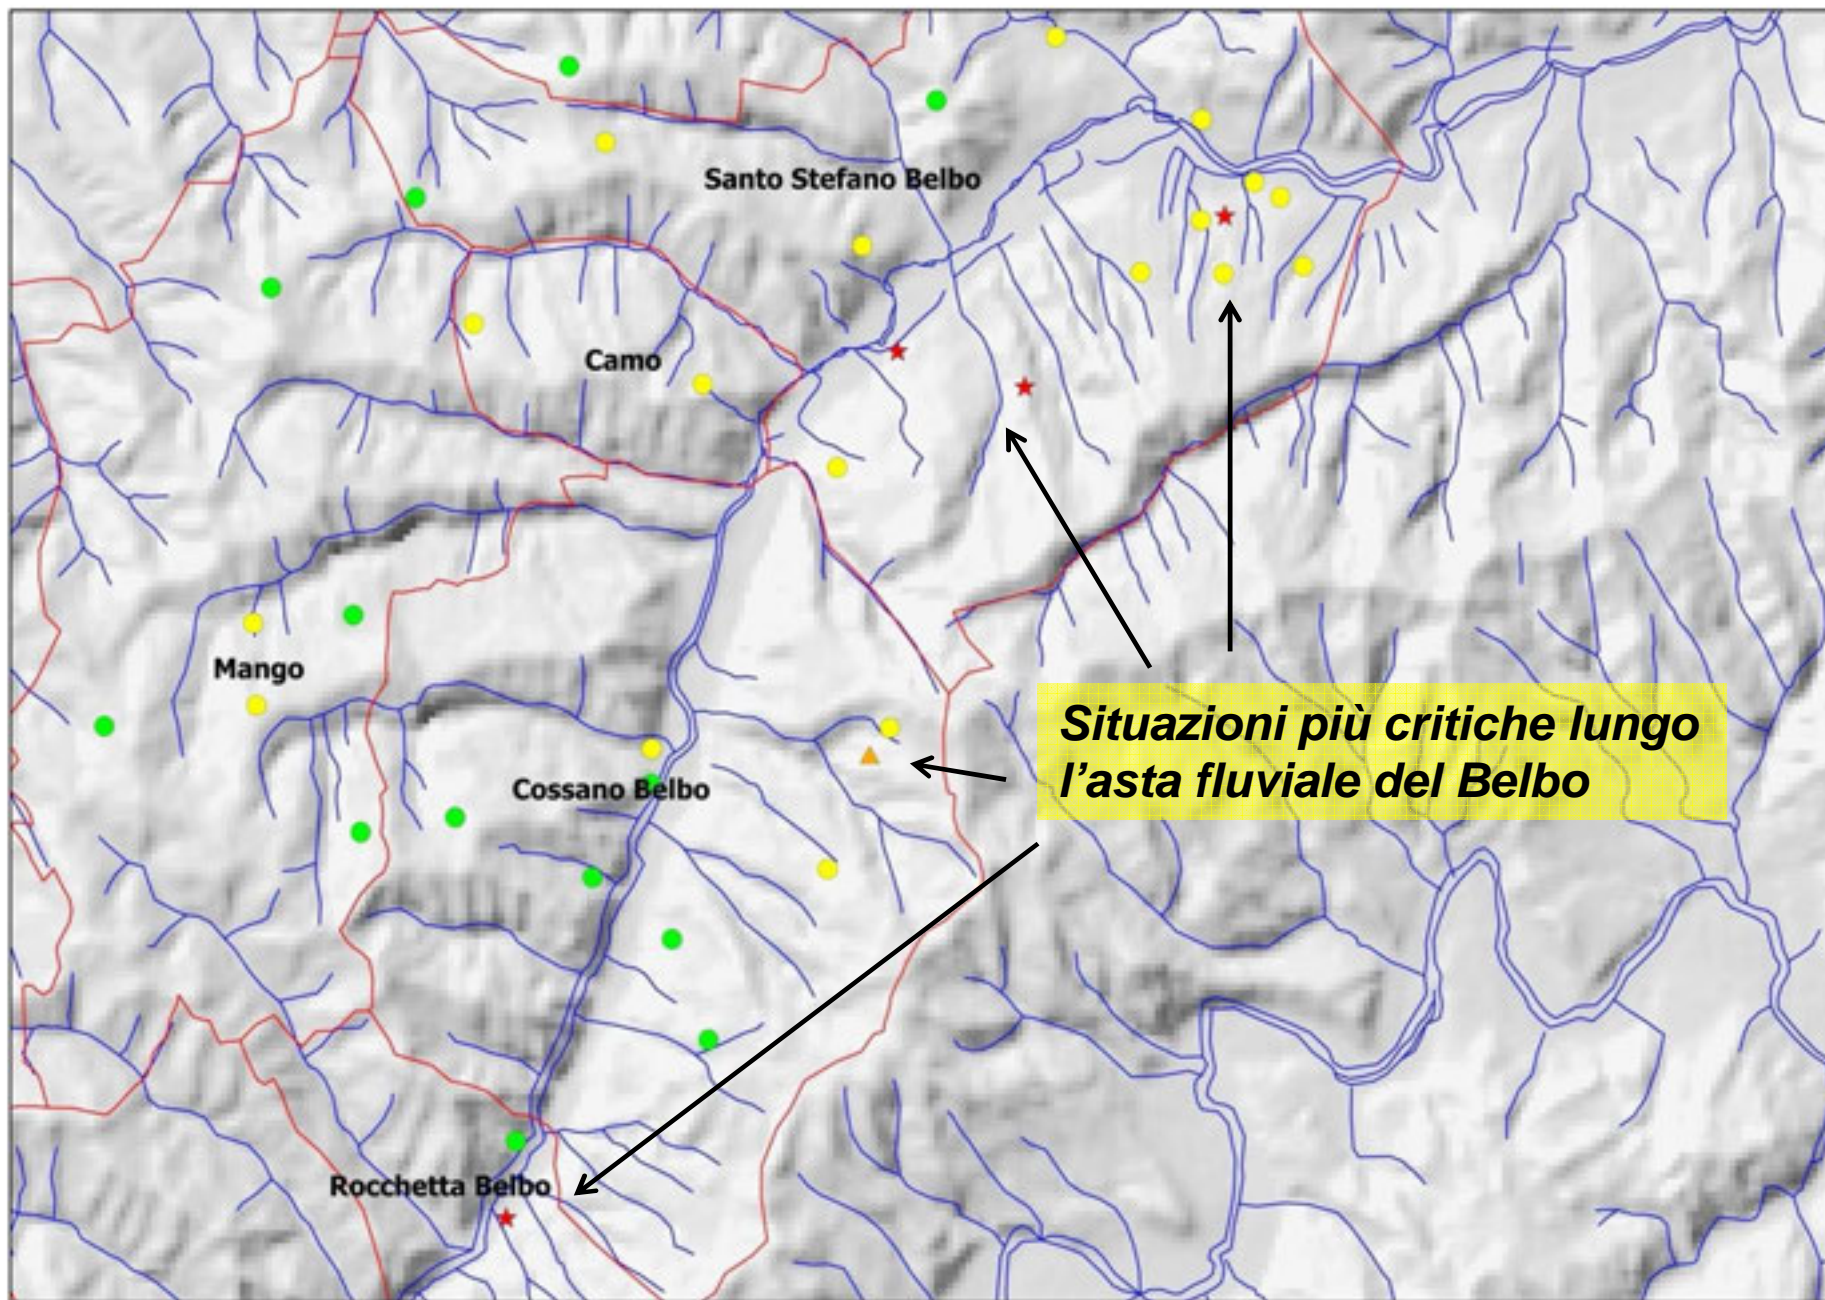 Santo Stefano Belbo
Camo
Mango
Situazioni più critiche lungo
l'asta fluviale del Belbo
Cossano Belbo
Rocchetta Belbo